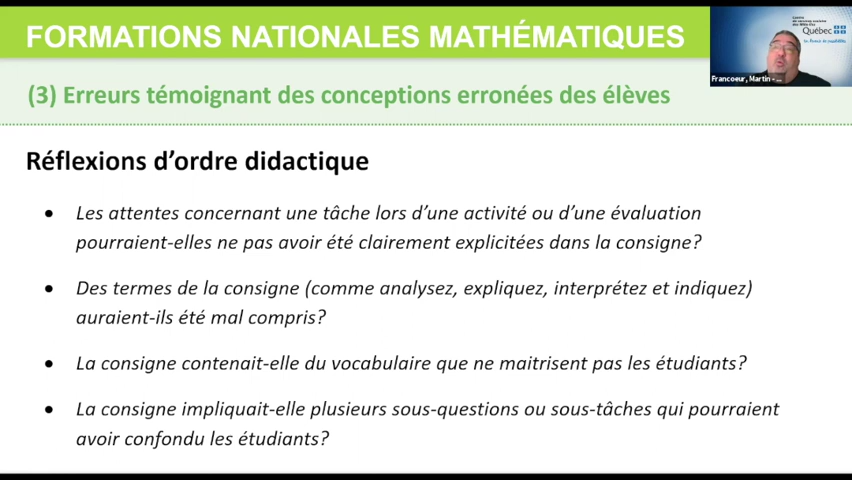 FORMATIONS NATIONALES MATHÉMATIQUES
Québec
Francoeur, Martin - ...
(3) Erreurs témoignant des conceptions erronées des élèves
Réflexions d'ordre didactique
• Les attentes concernant une tâche lors d'une activité ou d'une évaluation
pourraient-elles ne pas avoir été clairement explicitées dans la consigne?
• Des termes de la consigne (comme analysez, expliquez, interprétez et indiquez)
auraient-ils été mal compris?
• La consigne contenait-elle du vocabulaire que ne maitrisent pas les étudiants?
• La consigne impliquait-elle plusieurs sous-questions ou sous-tâches qui pourraient
avoir confondu les étudiants?